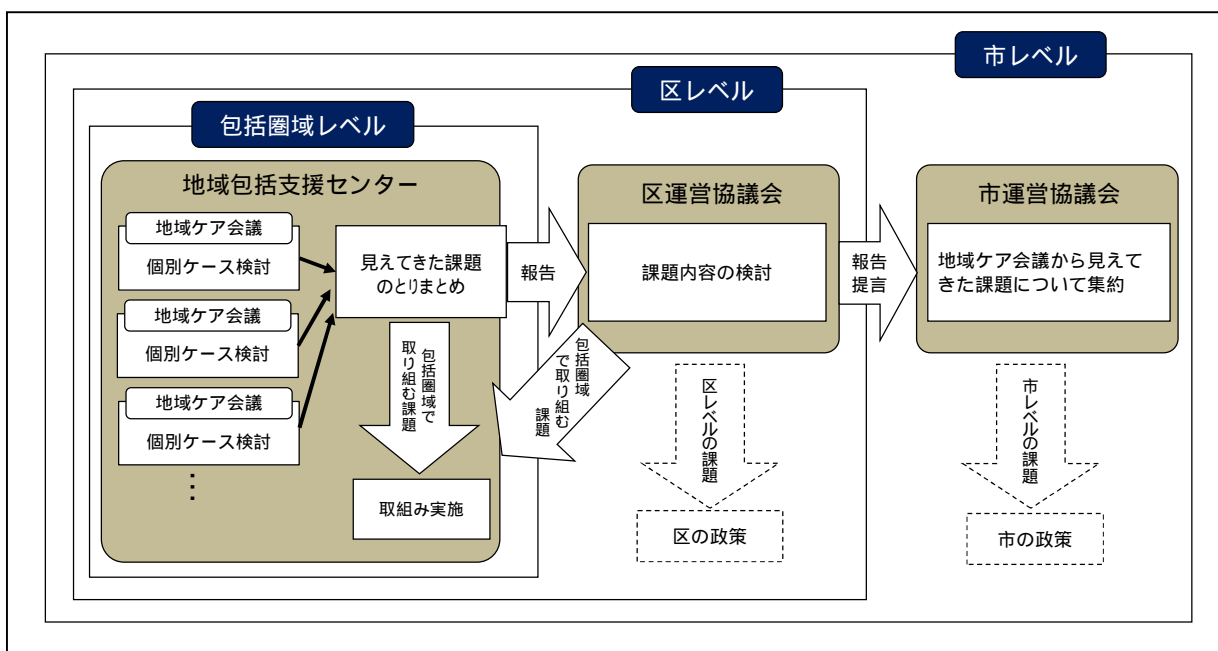 市レベル
区レベル
包括圏域レベル
地域包括支援センター
地域ケア会議
個別ケース検討
地域ケア会議
個別ケース検討
地域ケア会議
個別ケース検討
⋮
見えてきた課題
のとりまとめ
包括圏域で
取り組む課題
取組み実施
報告
区運営協議会
課題内容の検討
包括圏域
で取り組む
課題
区レベルの課題
区の政策
報告
提言
市運営協議会
地域ケア会議から見えて
きた課題について集約
市レベルの課題
市の政策